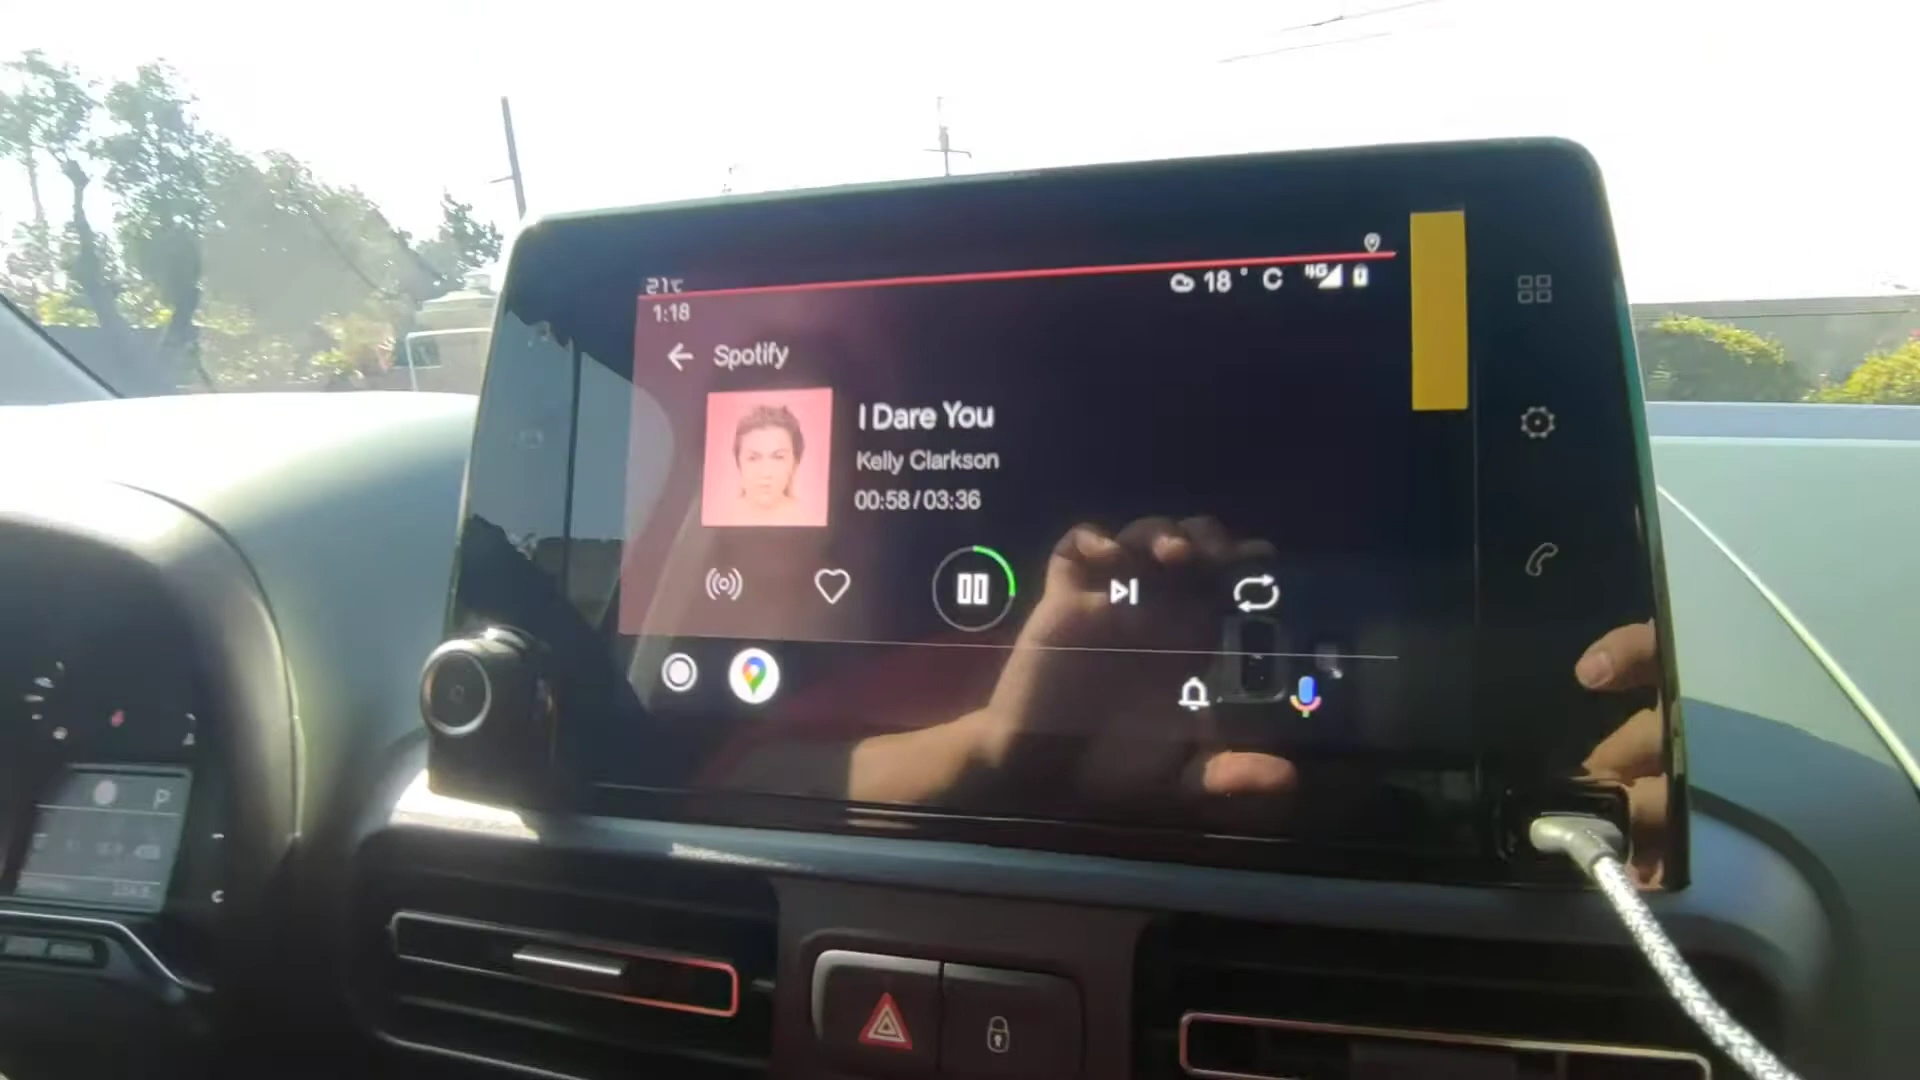 21°C
18° C 4G
1:18
Spotify
I Dare You
Kelly Clarkson
00:58/03:36
P